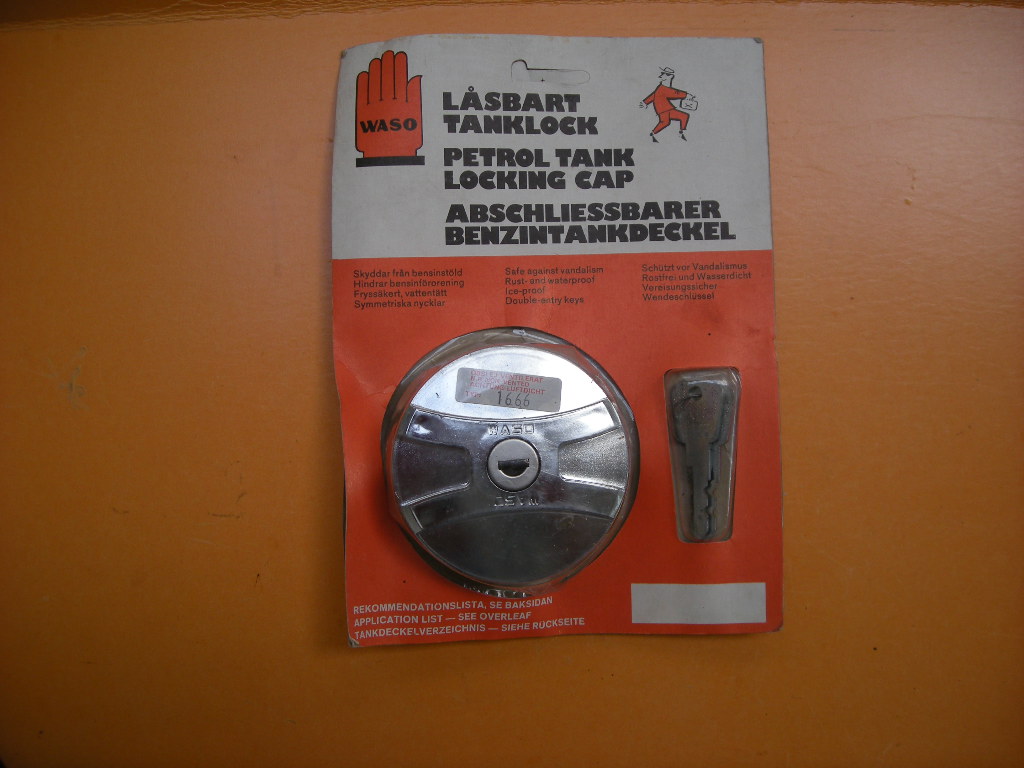 WASO
LÅSBART
TANKLOCK
PETROL TANK
LOCKING CAP
ABSCHLIESSBARER
BENZINTANKDECKEL
Skyddar från bensinstöld
Hindrar bensinförorening
Fryssäkert, vattentätt
Symmetriska nycklar
Safe against vandalism
Rust- and waterproof
Ice-proof
Double-entry keys
Schützt vor Vandalismus
Rostfrei und Wasserdicht
Vereisungssicher
Wendeschlüssel
1666
WASO
WASO
REKOMMENDATIONSLISTA, SE BAKSIDAN
APPLICATION LIST — SEE OVERLEAF
TANKDECKELVERZEICHNIS — SIEHE RÜCKSEITE